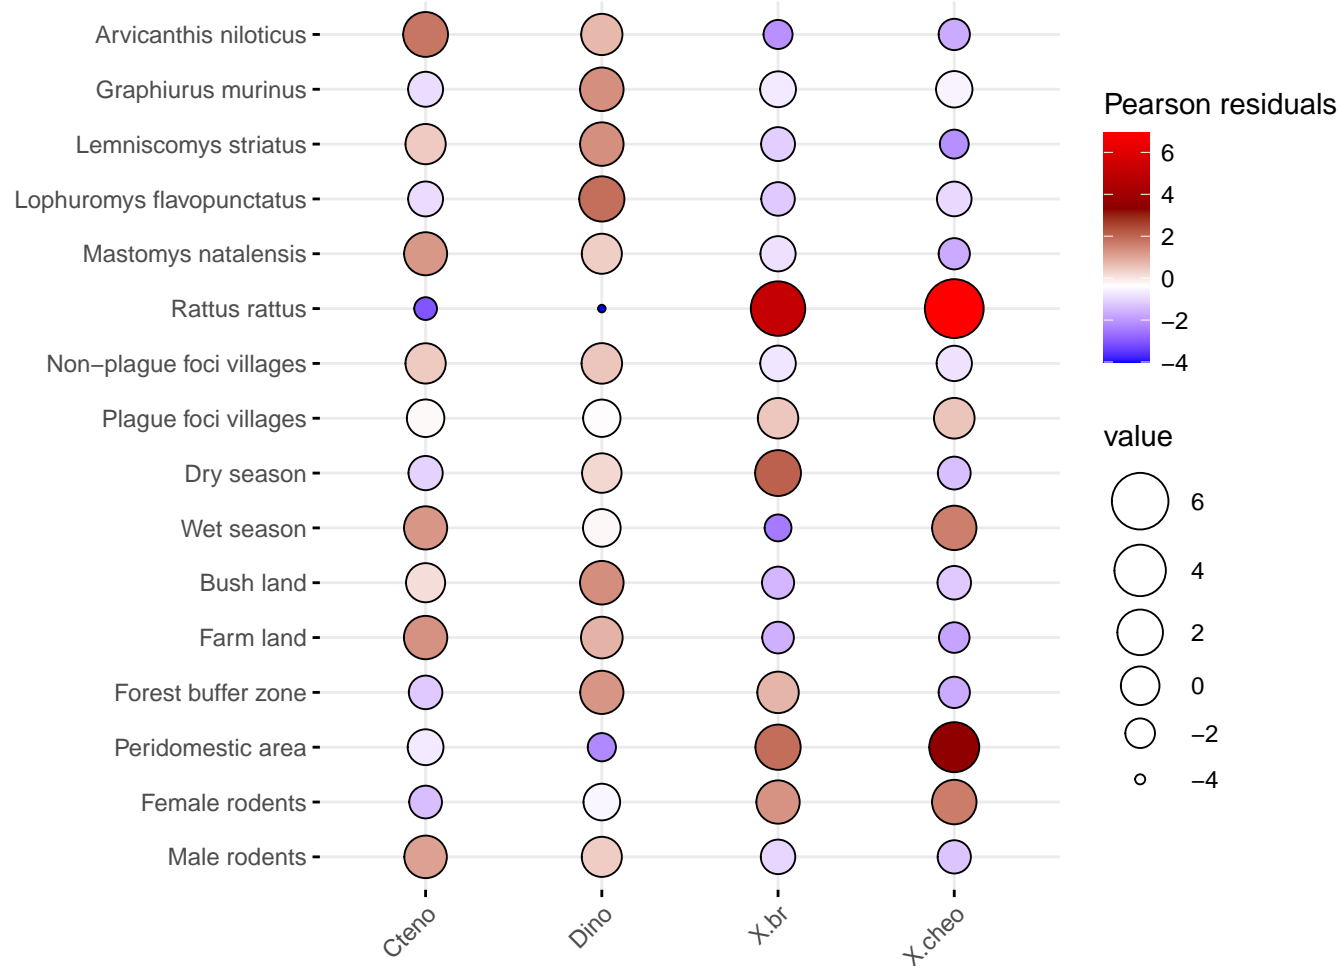 Arvicanthis niloticus
Graphiurus murinus
Lemniscomys striatus
Lophuromys flavopunctatus
Mastomys natalensis
Rattus rattus
Non−plague foci villages
Plague foci villages
Dry season
Wet season
Bush land
Farm land
Forest buffer zone
Peridomestic area
Female rodents
Male rodents
Cteno
Dino
X.br
X.cheo
Pearson residuals
6
4
2
0
−2
−4
value
6
4
2
0
−2
−4